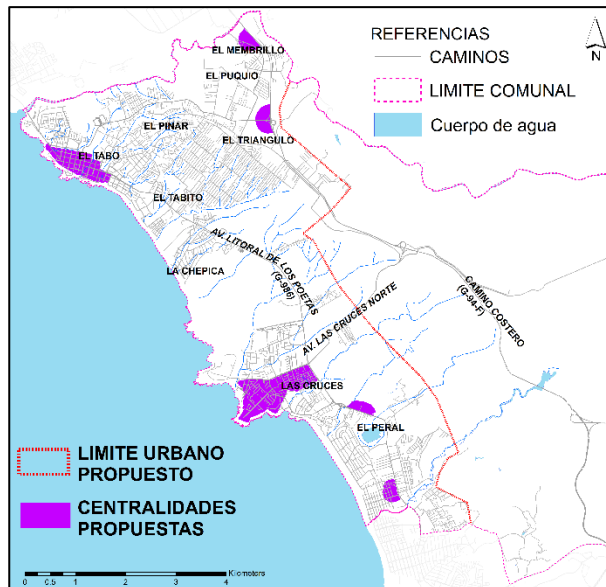 REFERENCIAS
CAMINOS
LIMITE COMUNAL
Cuerpo de agua
N
EL MEMBRILLO
EL PUQUIO
EL PINAR
EL TRIANGULO
EL TABO
EL TABITO
LA CHEPICA
AV. LITORAL DE LOS POETAS
(G-986)
AV. LAS CRUCES NORTE
CAMINO COSTERO
(G-94-F)
LAS CRUCES
EL PERAL
LIMITE URBANO
PROPUESTO
CENTRALIDADES
PROPUESTAS
Kilometers
0 0.5 1 2 3 4